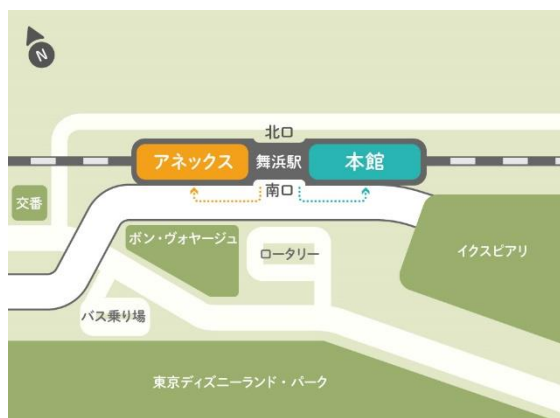 N
北口
アネックス
舞浜駅
本館
南口
交番
ボン・ヴォヤージュ
ロータリー
イクスピアリ
バス乗り場
東京ディズニーランド・パーク